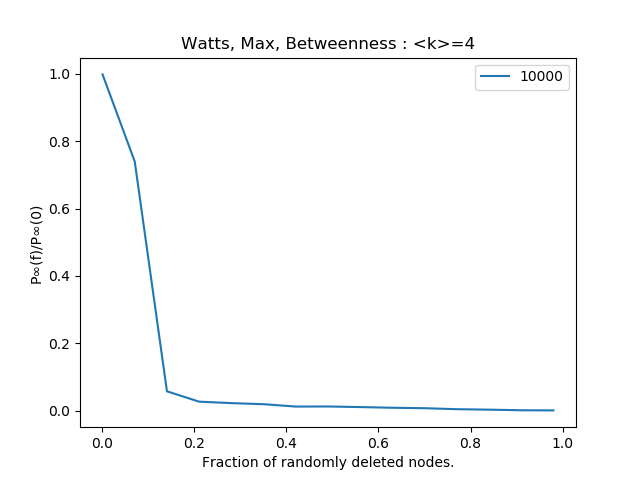 Watts, Max, Betweenness : <k>=4
10000
1.0
0.8
0.6
0.4
0.2
0.0
P∞(f)/P∞(0)
0.0 0.2 0.4 0.6 0.8 1.0
Fraction of randomly deleted nodes.